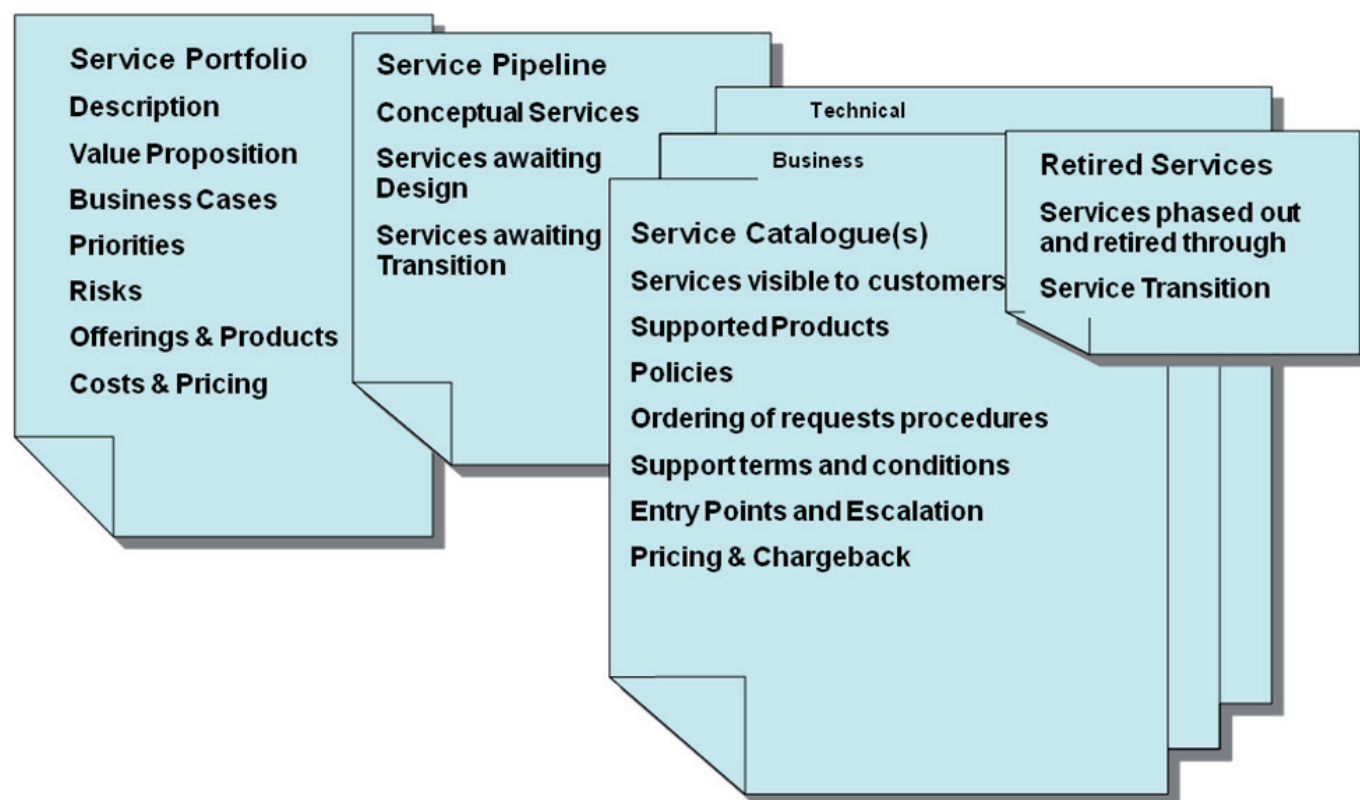 Service Portfolio
Description
Value Proposition
Business Cases
Priorities
Risks
Offerings & Products
Costs & Pricing
Service Pipeline
Conceptual Services
Services awaiting
Design
Services awaiting
Transition
Technical
Business
Service Catalogue(s)
Services visible to customers
Supported Products
Policies
Ordering of requests procedures
Support terms and conditions
Entry Points and Escalation
Pricing & Chargeback
Retired Services
Services phased out
and retired through
Service Transition